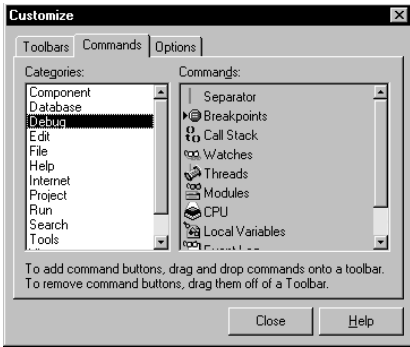 Customize
Toolbars Commands Options
Categories:
Component
Database
Debug
Edit
File
Help
Internet
Project
Run
Search
Tools
Commands:
Separator
Breakpoints
Call Stack
Watches
Threads
Modules
CPU
Local Variables
Event Log
To add command buttons, drag and drop commands onto a toolbar.
To remove command buttons, drag them off of a Toolbar.
Close Help